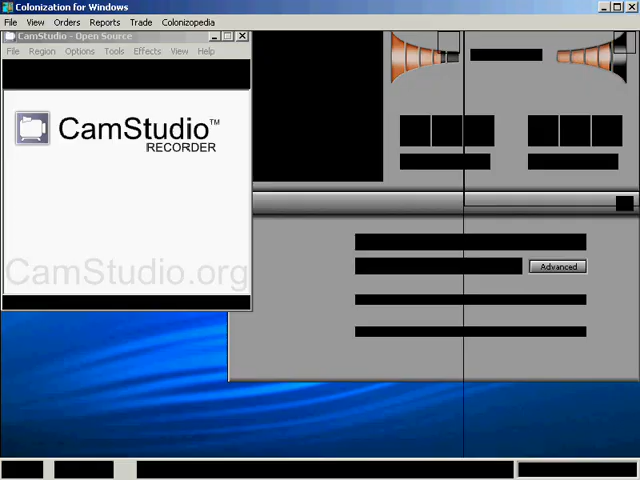 Colonization for Windows
File View Orders Reports Trade Colonizopedia
CamStudio - Open Source
File Region Options Tools Effects View Help
CamStudio™
RECORDER
CamStudio.org
Advanced